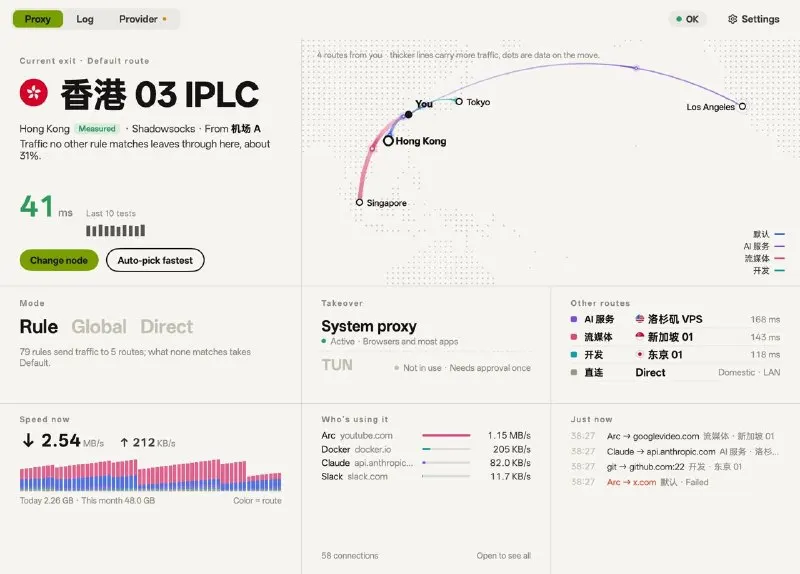 Proxy
Log
Provider
OK
Settings
Current exit · Default route
香港 03 IPLC
Hong Kong Measured · Shadowsocks · From 机场 A
Traffic no other rule matches leaves through here, about
31%.
41 ms
Last 10 tests
Change node
Auto-pick fastest
4 routes from you · thicker lines carry more traffic, dots are data on the move.
You
Tokyo
Los Angeles
Hong Kong
Singapore
默认
AI 服务
流媒体
开发
Mode
Rule Global Direct
79 rules send traffic to 5 routes; what none matches takes
Default.
Takeover
System proxy
Active · Browsers and most apps
TUN
Not in use · Needs approval once
Other routes
AI 服务 洛杉矶 VPS 168 ms
流媒体 新加坡 01 143 ms
开发 东京 01 118 ms
直连 Direct Domestic · LAN
Speed now
↓ 2.54 MB/s ↑ 212 KB/s
Today 2.26 GB · This month 48.0 GB
Color = route
Who's using it
Arc youtube.com 1.15 MB/s
Docker docker.io 205 KB/s
Claude api.anthropic... 82.0 KB/s
Slack slack.com 11.7 KB/s
58 connections
Open to see all
Just now
38:27 Arc → googlevideo.com 流媒体 · 新加坡 01
38:27 Claude → api.anthropic.com AI 服务 · 洛杉...
38:27 git → github.com:22 开发 · 东京 01
38:27 Arc → x.com 默认 · Failed